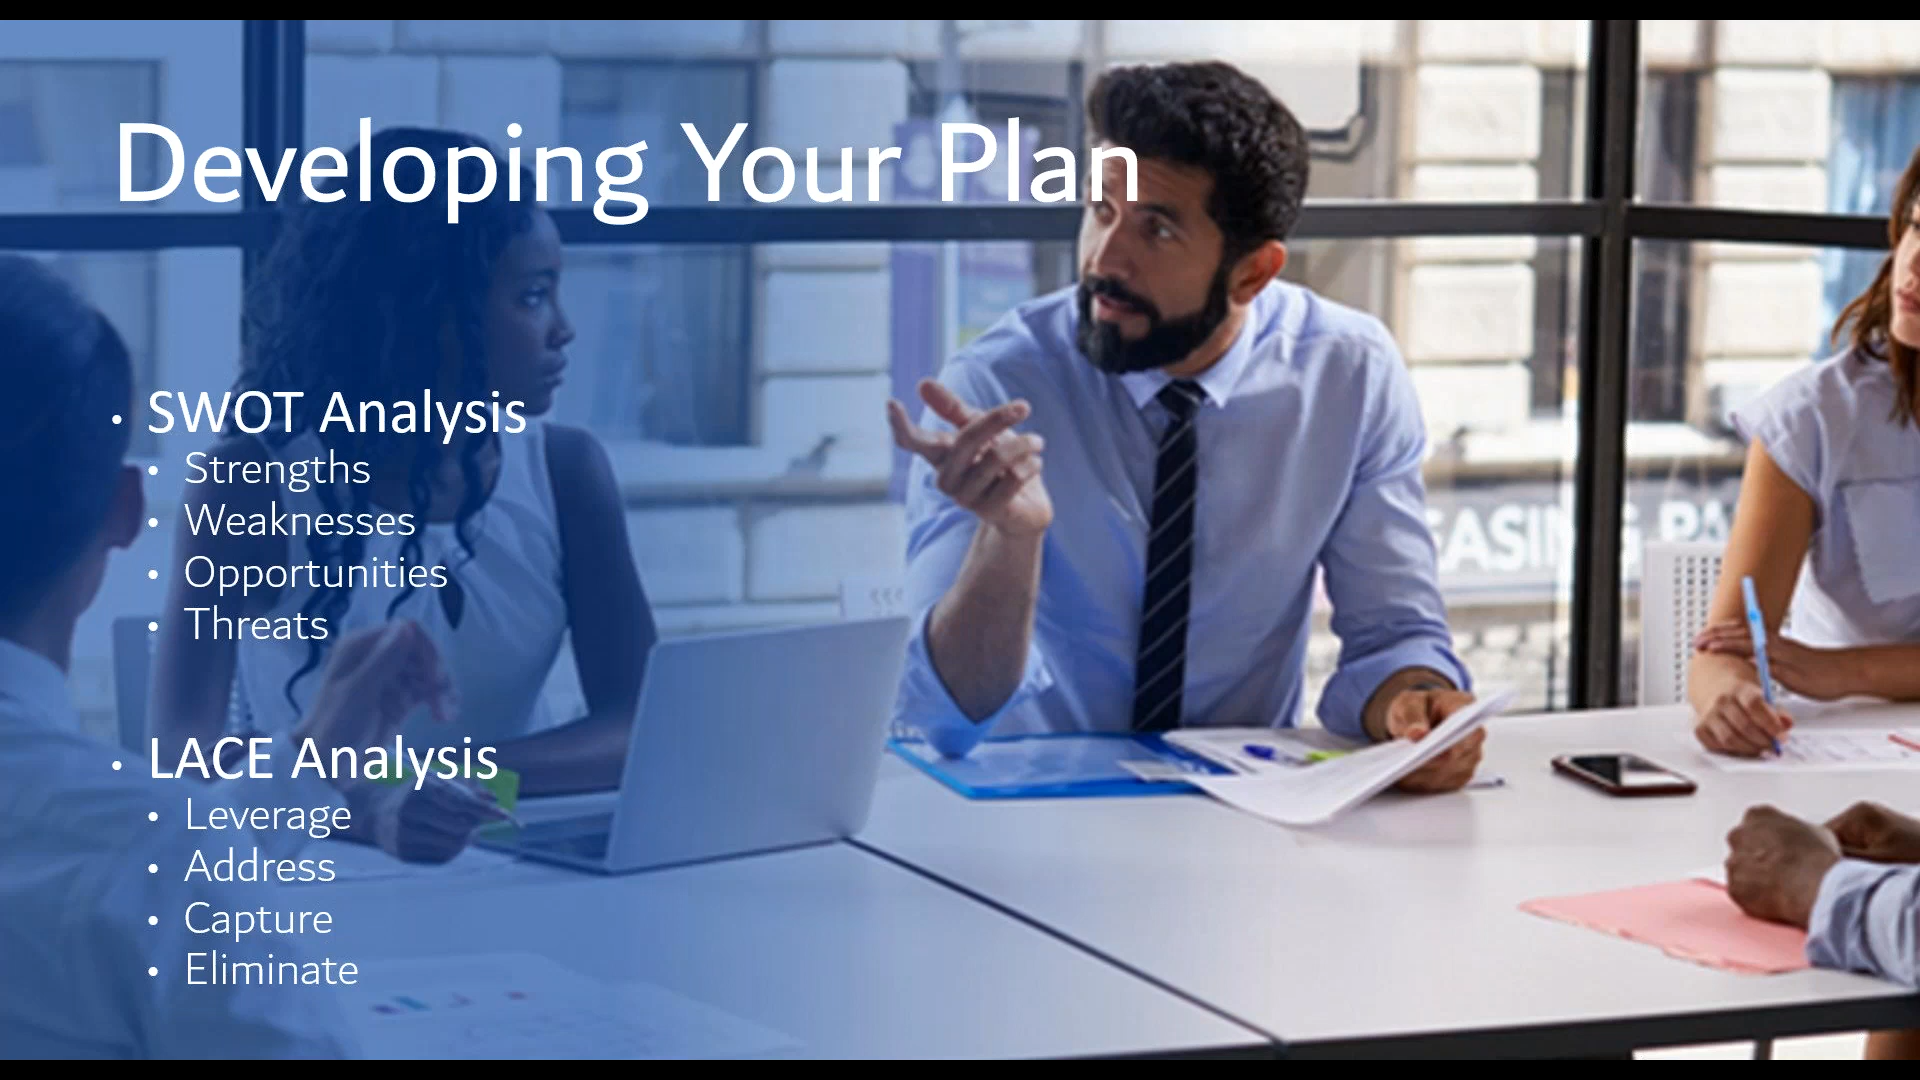 Developing Your Plan
• SWOT Analysis
• Strengths
• Weaknesses
• Opportunities
• Threats
• LACE Analysis
• Leverage
• Address
• Capture
• Eliminate